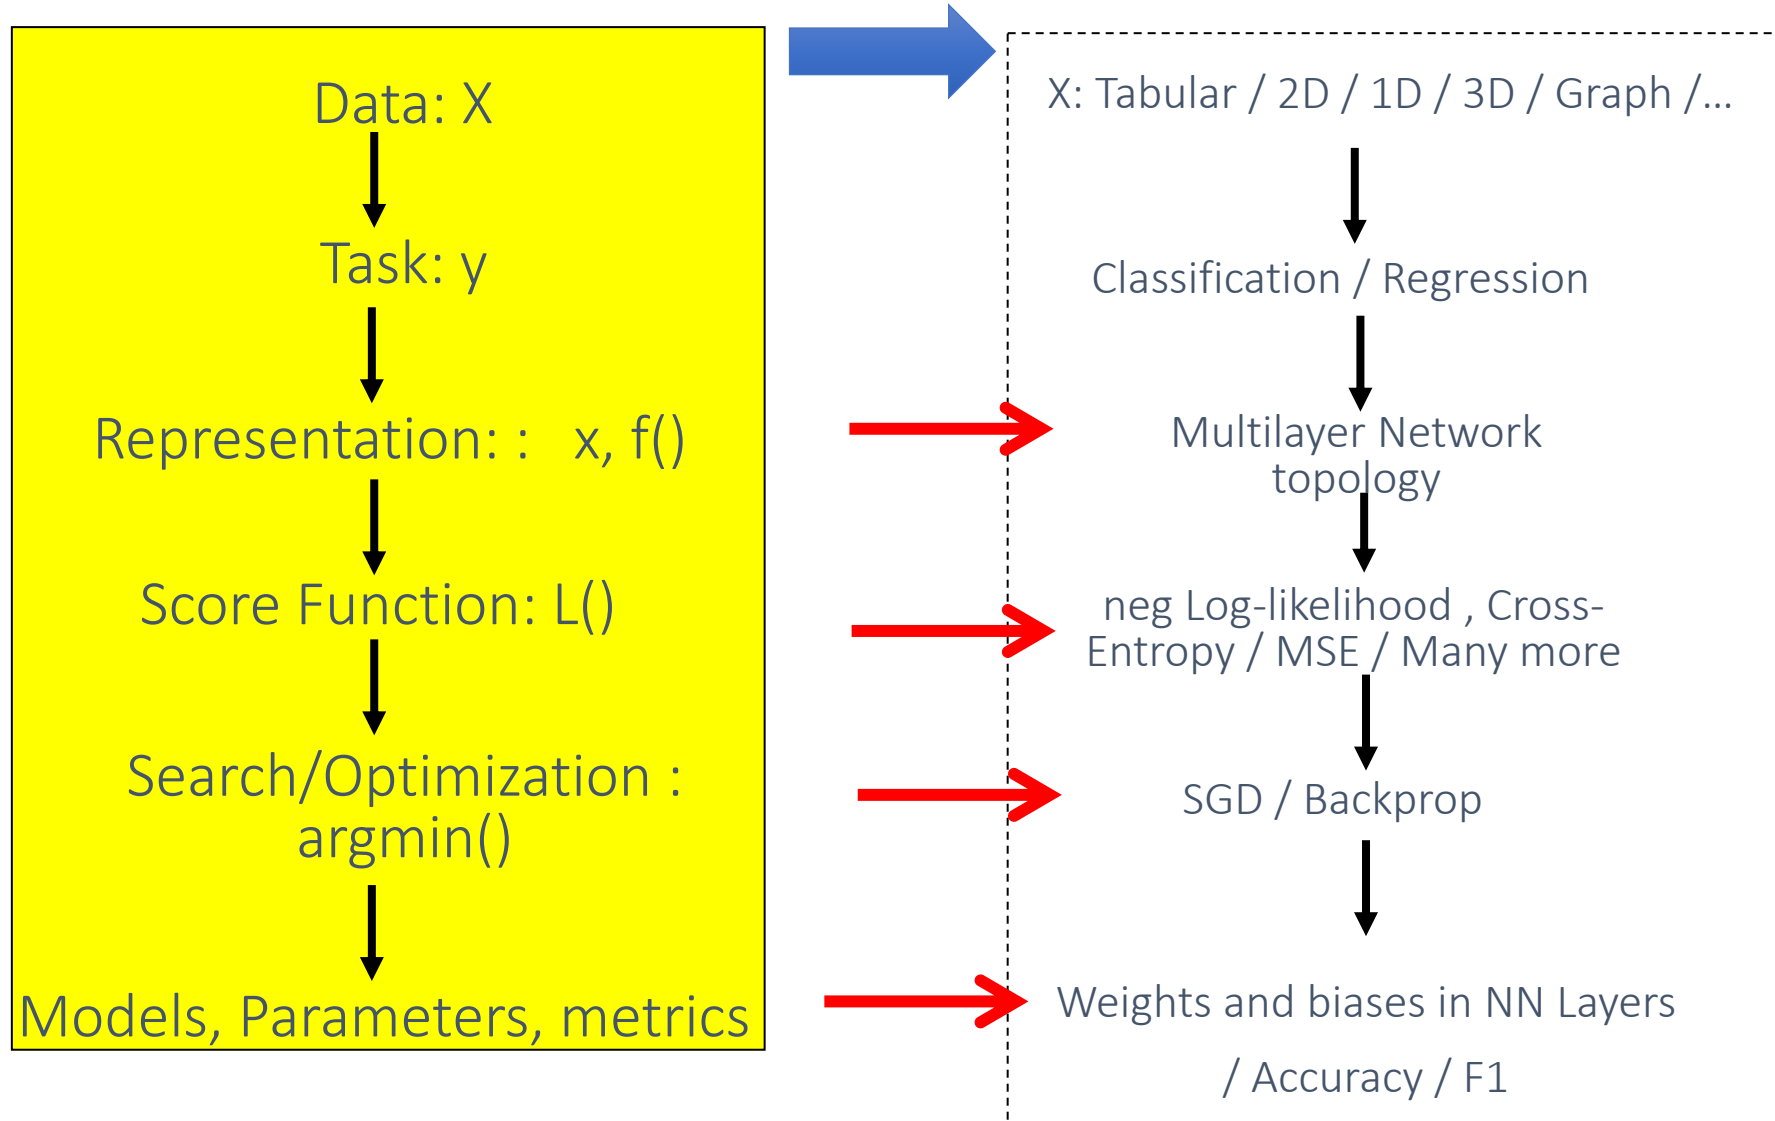 Data: X
Task: y
Representation: :   x, f()
Score Function: L()
Search/Optimization :
argmin()
Models, Parameters, metrics
X: Tabular / 2D / 1D / 3D / Graph /...
Classification / Regression
Multilayer Network
topology
neg Log-likelihood , Cross-
Entropy / MSE / Many more
SGD / Backprop
Weights and biases in NN Layers
/ Accuracy / F1